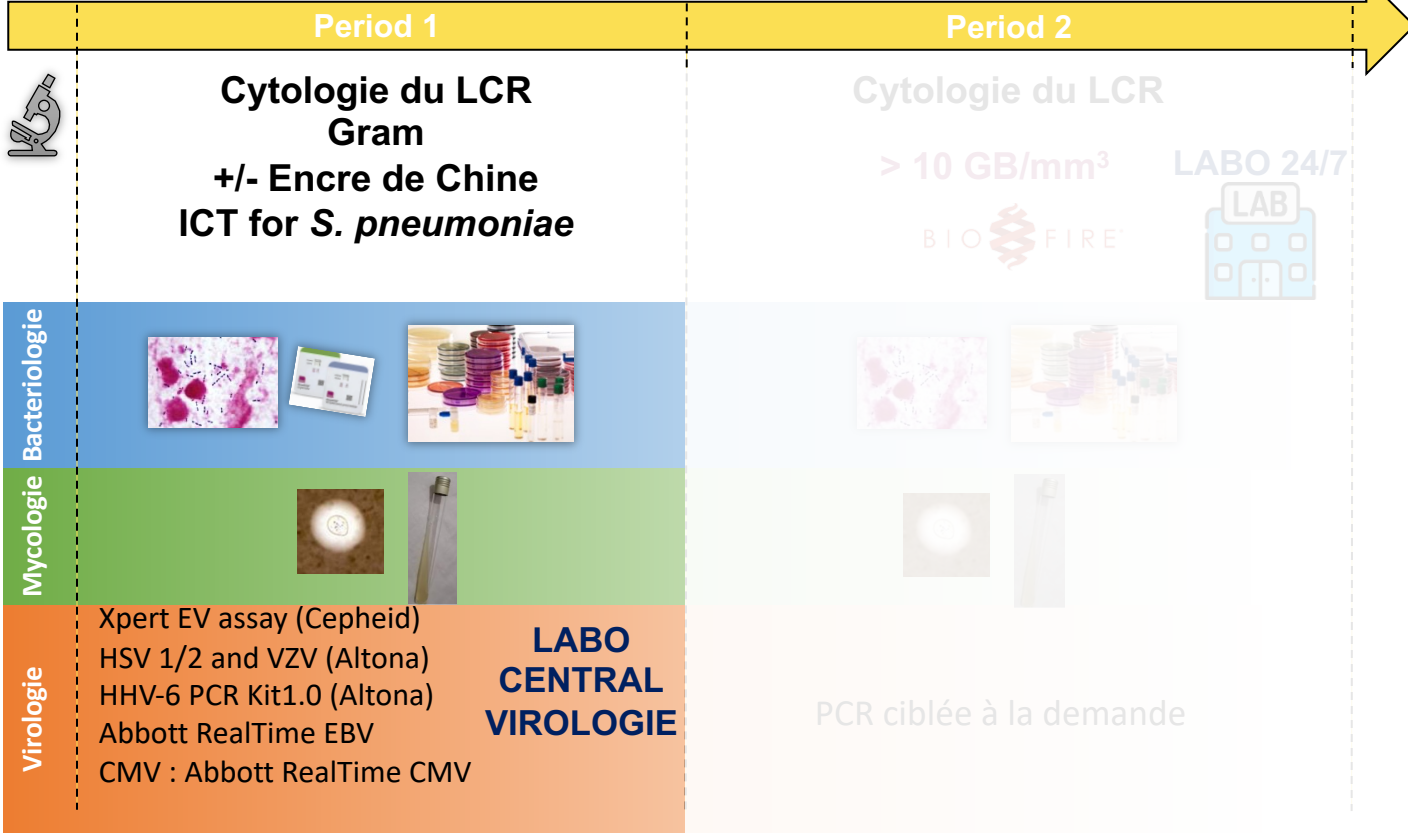 Period 1
Period 2
Cytologie du LCR
Gram
+/- Encre de Chine
ICT for S. pneumoniae
Cytologie du LCR
> 10 GB/mm³
LABO 24/7
BIO FIRE
LAB
Bacteriologie
Mycologie
Virologie
Xpert EV assay (Cepheid)
HSV 1/2 and VZV (Altona)
HHV-6 PCR Kit1.0 (Altona)
Abbott RealTime EBV
CMV : Abbott RealTime CMV
LABO
CENTRAL
VIROLOGIE
PCR ciblée à la demande